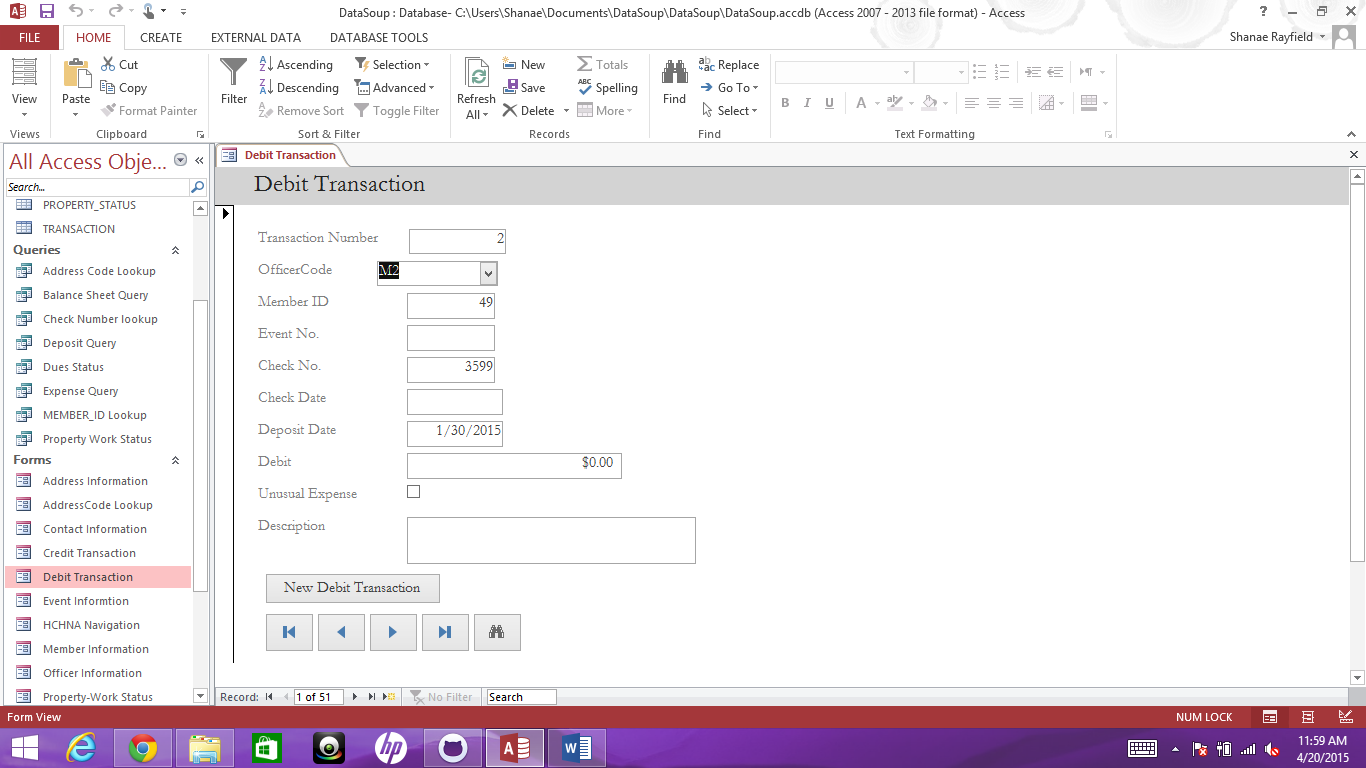 DataSoup : Database- C:\Users\Shanae\Documents\DataSoup\DataSoup\DataSoup.accdb (Access 2007 - 2013 file format) - Access
FILE HOME CREATE EXTERNAL DATA DATABASE TOOLS Shanae Rayfield
View
Views
Paste
Cut
Copy
Format Painter
Clipboard
Filter
Ascending
Descending
Remove Sort
Selection
Advanced
Toggle Filter
Sort & Filter
Refresh
All
New
Save
Delete
Totals
Spelling
More
Records
Find
Replace
Go To
Select
Find
B I U A
Text Formatting
All Access Obje...
Search...
PROPERTY_STATUS
TRANSACTION
Queries
Address Code Lookup
Balance Sheet Query
Check Number lookup
Deposit Query
Dues Status
Expense Query
MEMBER_ID Lookup
Property Work Status
Forms
Address Information
AddressCode Lookup
Contact Information
Credit Transaction
Debit Transaction
Event Informtion
HCHNA Navigation
Member Information
Officer Information
Property-Work Status
Debit Transaction
Debit Transaction
Transaction Number 2
OfficerCode M2
Member ID 49
Event No.
Check No. 3599
Check Date
Deposit Date 1/30/2015
Debit $0.00
Unusual Expense
Description
New Debit Transaction
Record: 1 of 51 No Filter Search
Form View NUM LOCK
11:59 AM
4/20/2015